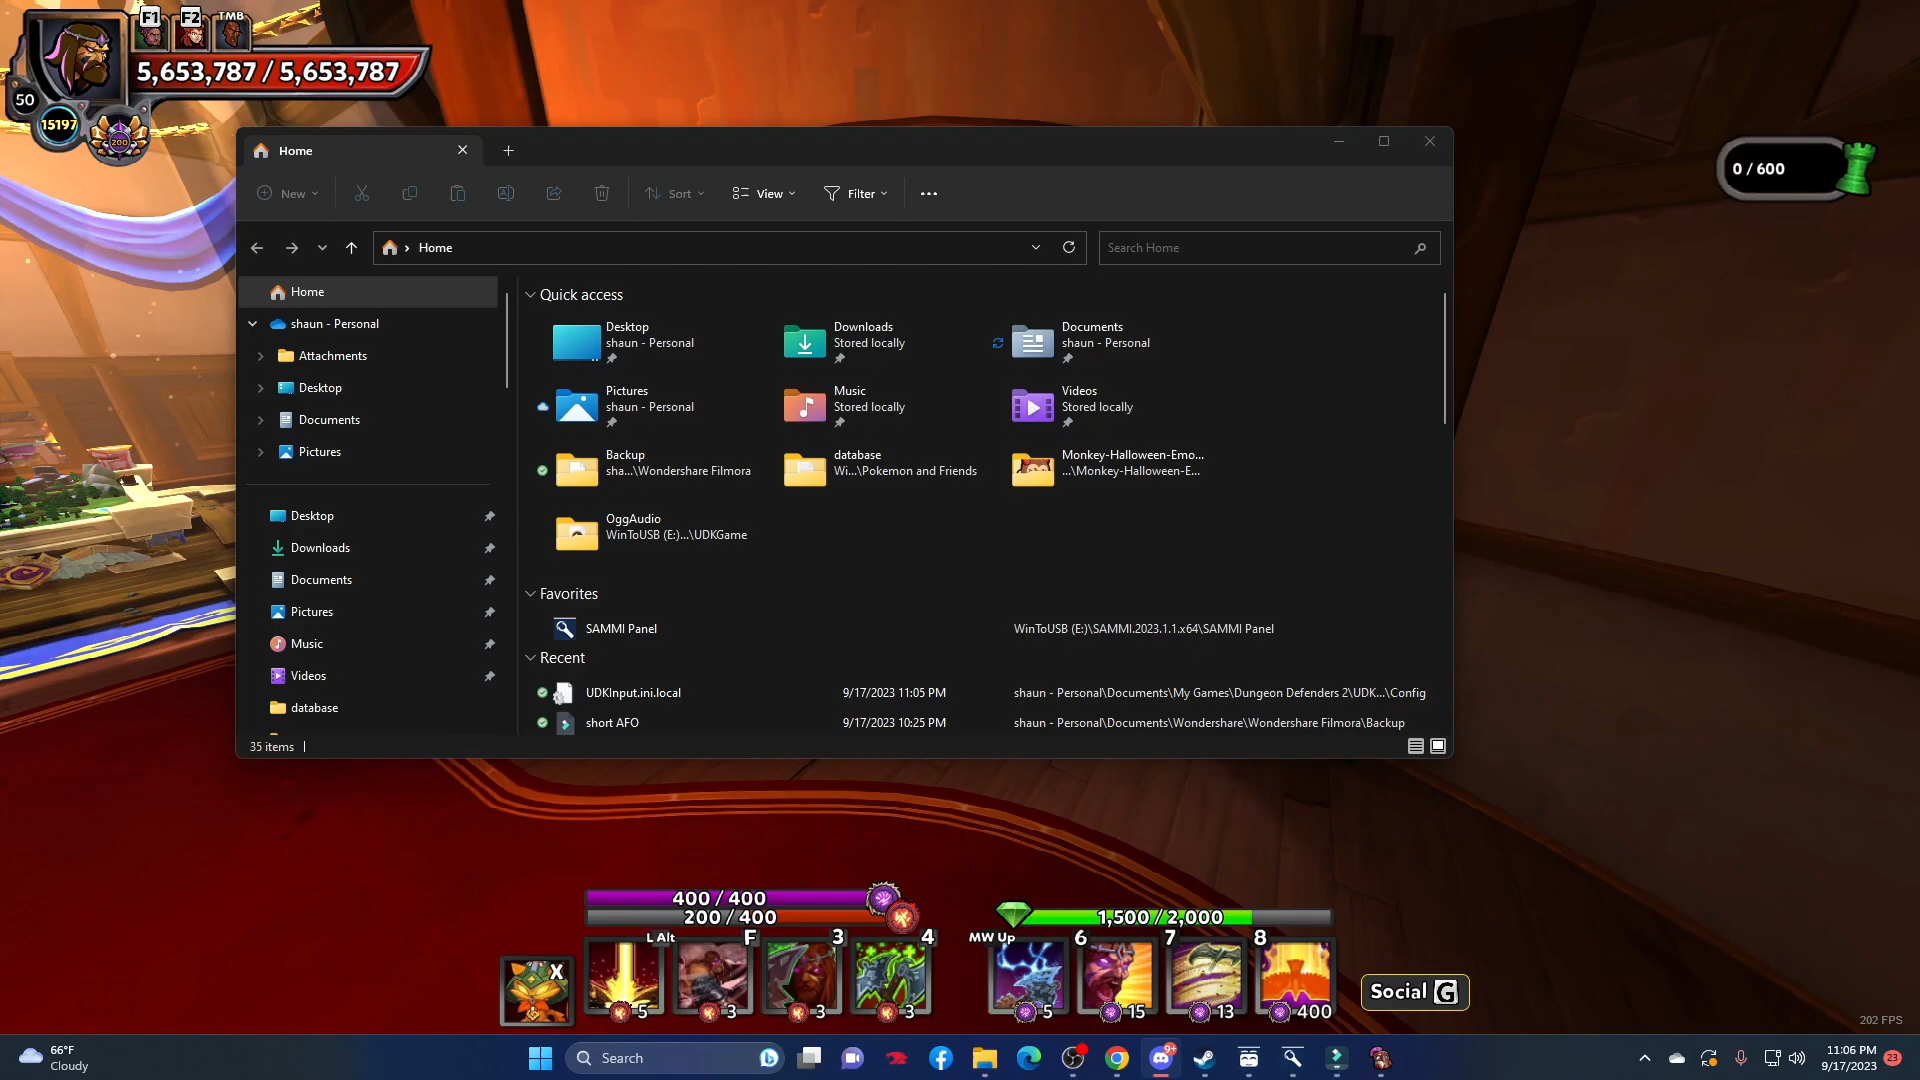 F1 F2 TMB
5,653,787 / 5,653,787
50
15197
200
0 / 600
Home
New Sort View Filter
Home
Search Home
Home
shaun - Personal
Attachments
Desktop
Documents
Pictures
Desktop
Downloads
Documents
Pictures
Music
Videos
database
Quick access
Desktop
shaun - Personal
Downloads
Stored locally
Documents
shaun - Personal
Pictures
shaun - Personal
Music
Stored locally
Videos
Stored locally
Backup
sha...\Wondershare Filmora
database
Wi...\Pokemon and Friends
Monkey-Halloween-Emo...
...\Monkey-Halloween-E...
OggAudio
WinToUSB (E:)...\UDKGame
Favorites
SAMMI Panel WinToUSB (E:)\SAMMI.2023.1.1.x64\SAMMI Panel
Recent
UDKInput.ini.local 9/17/2023 11:05 PM shaun - Personal\Documents\My Games\Dungeon Defenders 2\UDK...\Config
short AFO 9/17/2023 10:25 PM shaun - Personal\Documents\Wondershare\Wondershare Filmora\Backup
35 items
400 / 400
200 / 400
1,500 / 2,000
L Alt F 3 4 MW Up 6 7 8
X
5 3 3 3 5 15 13 400
Social G
202 FPS
66°F
Cloudy
Search
9+
11:06 PM
9/17/2023
23